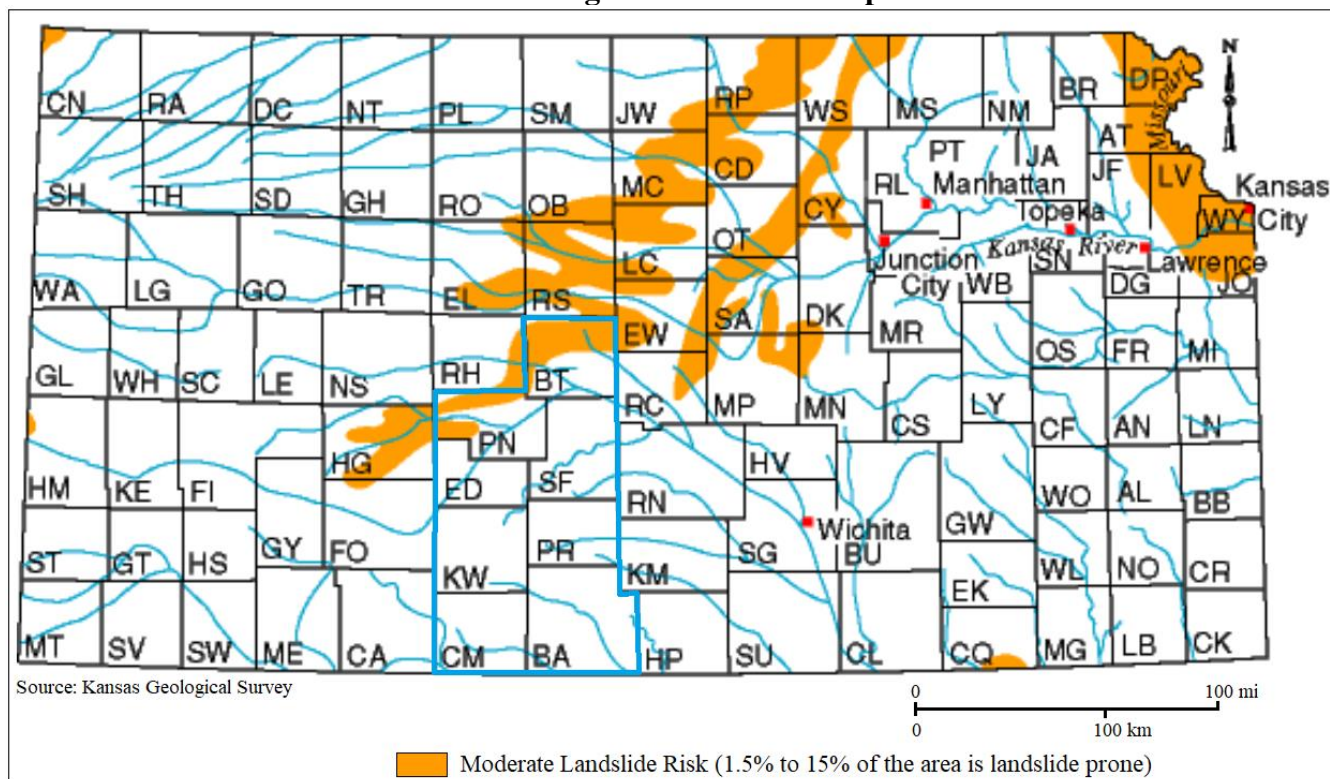 N
CN RA DC NT PL SM JW RP WS MS NM BR DP
Missouri
AT
SH TH SD GH RO OB MC CD CY RL PT JA JF LV
Manhattan Kansas
Topeka WY City
WA LG GO TR EL RS LC OT Junction Kansas River SN Lawrence
City WB DG JO
SA DK MR
GL WH SC LE NS RH BT EW OS FR MI
RC MP MN CS LY CF AN LN
HM KE FI HG PN HV
ED SF RN WO AL BB
Wichita
ST GT HS GY FO PR SG BU GW
KW KM EK WL NO CR
MT SV SW ME CA CM BA HP SU CL CQ MG LB CK
Source: Kansas Geological Survey
0 100 mi
0 100 km
Moderate Landslide Risk (1.5% to 15% of the area is landslide prone)